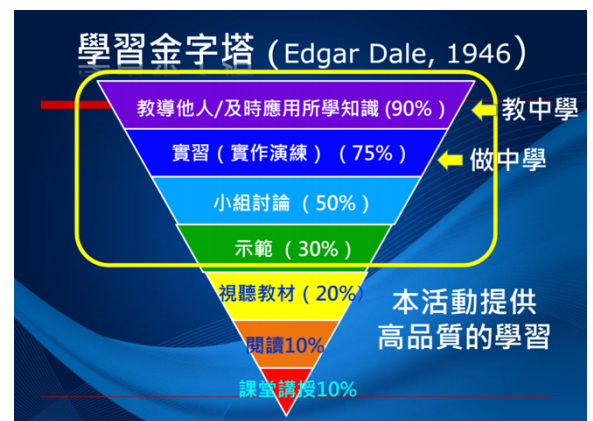 學習金字塔 (Edgar Dale, 1946)
教導他人/及時應用所學知識 (90%)
教中學
實習(實作演練)(75%)
做中學
小組討論 (50%)
示範 (30%)
視聽教材 (20%)
本活動提供
高品質的學習
閱讀10%
課堂講授10%